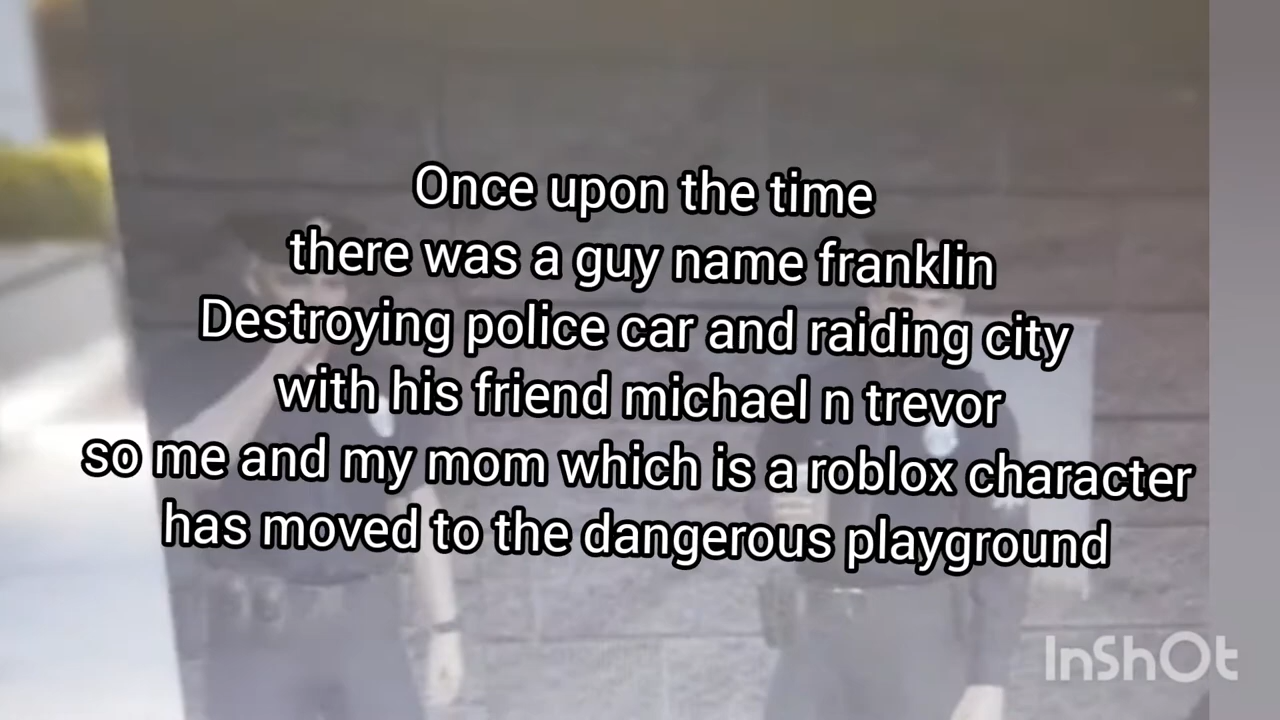 Once upon the time
there was a guy name franklin
Destroying police car and raiding city
with his friend michael n trevor
so me and my mom which is a roblox character
has moved to the dangerous playground
InShOt